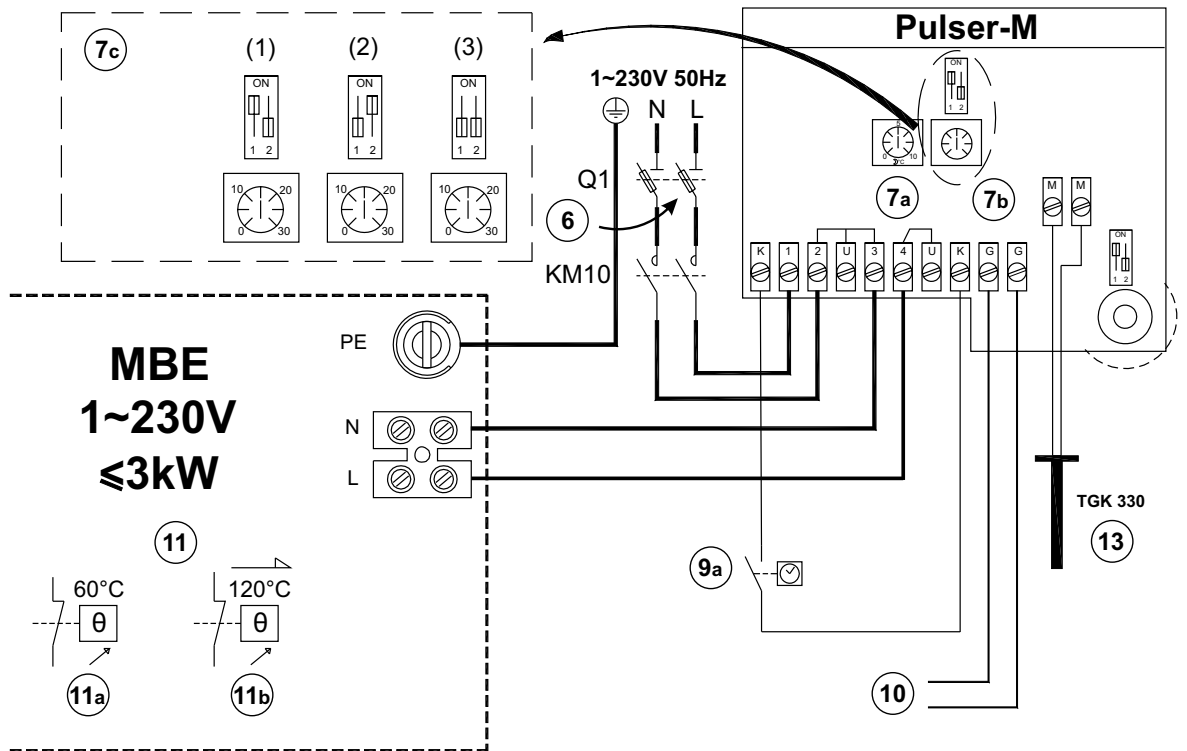 7c
(1) (2) (3)
ON ON ON
1 2 1 2 1 2
10 20 10 20 10 20
0 30 0 30 0 30
1~230V 50Hz
N L
Q1
6
KM10
Pulser-M
ON
1 2
5
0 10
°C
7a
7b
M M
ON
1 2
K 1 2 U 3 4 U K G G
MBE
1~230V
⩽3kW
PE
N
L
11
60°C
θ
11a
120°C
θ
11b
9a
10
TGK 330
13